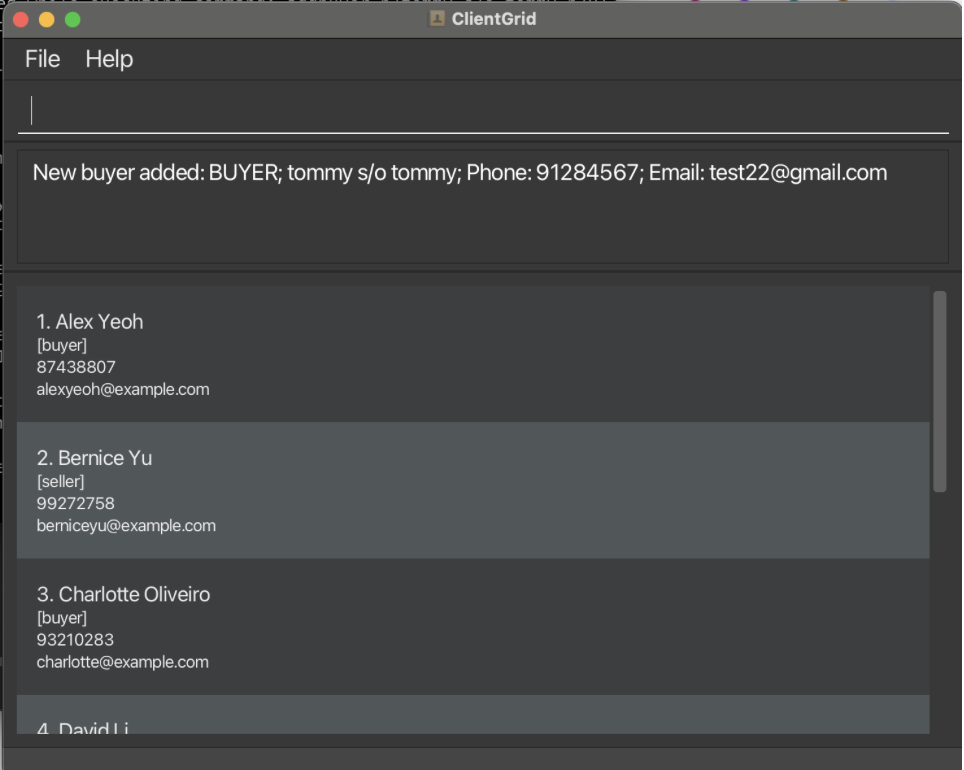 ClientGrid
File Help
New buyer added: BUYER; tommy s/o tommy; Phone: 91284567; Email: test22@gmail.com
1. Alex Yeoh
[buyer]
87438807
alexyeoh@example.com
2. Bernice Yu
[seller]
99272758
berniceyu@example.com
3. Charlotte Oliveiro
[buyer]
93210283
charlotte@example.com
4. David Li